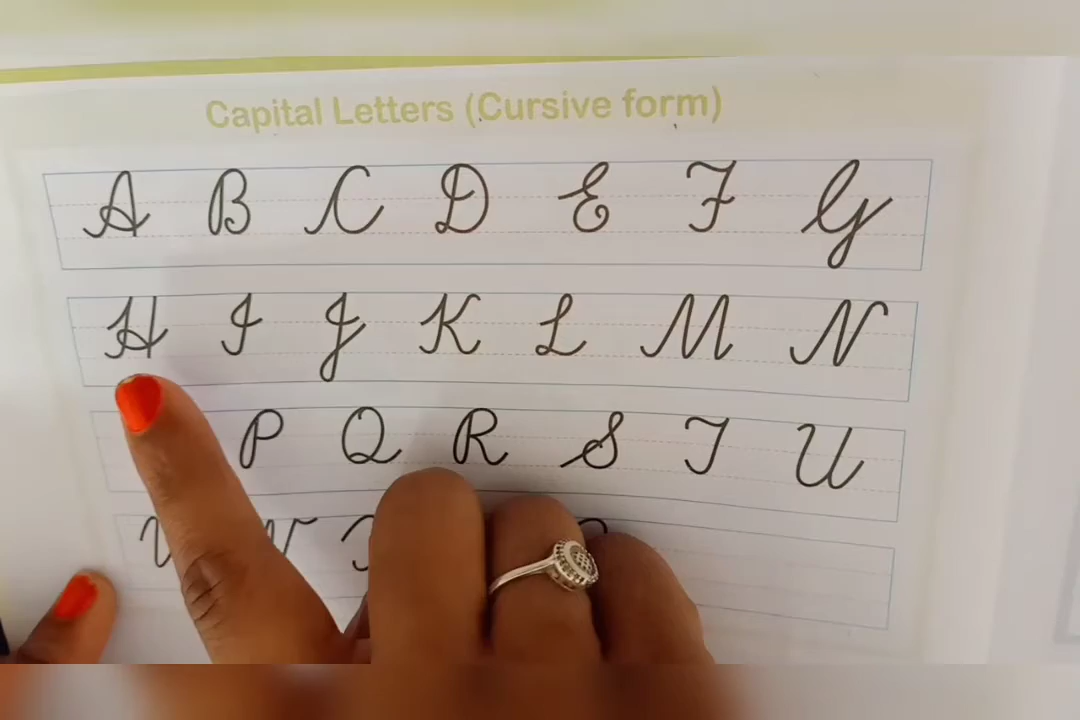 Capital Letters (Cursive form)
A B C D E F G
H I J K L M N
P Q R S T U
V W